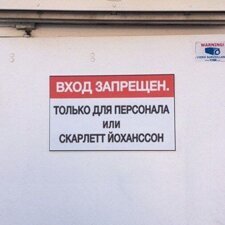 WARNING!
ВХОД ЗАПРЕЩЕН.
ТОЛЬКО ДЛЯ ПЕРСОНАЛА
ИЛИ
СКАРЛЕТТ ЙОХАНССОН